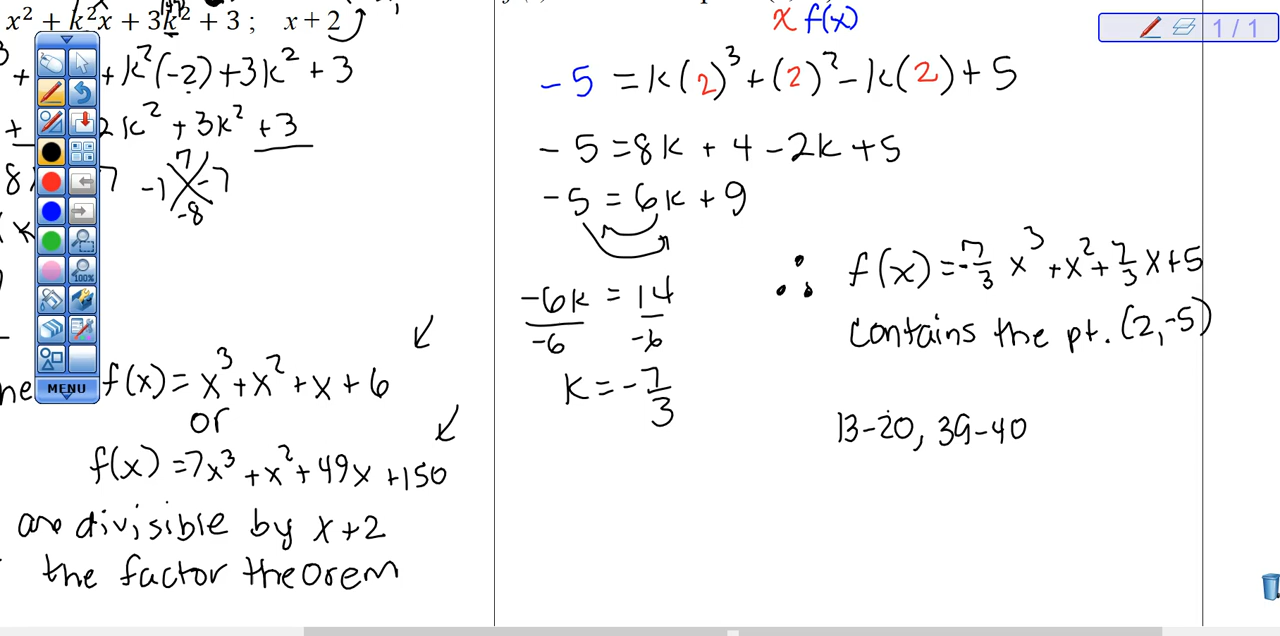 x² + k²x + 3k² + 3 ; x + 2
+ k²(-2) + 3k² + 3
+ 2k² + 3k² + 3
8 7
7
-1 -7
-8
(x
MENU
f(x) = x³ + x² + x + 6
or
f(x) = 7x³ + x² + 49x + 150
are divisible by x + 2
the factor theorem
x f(x)
-5 = k(2)³ + (2)² - k(2) + 5
-5 = 8k + 4 - 2k + 5
-5 = 6k + 9
-6k = 14
-6 -6
k = -7/3
∴ f(x) = -7/3 x³ + x² + 7/3 x + 5
contains the pt. (2, -5)
13-20, 39-40
1 / 1
100%